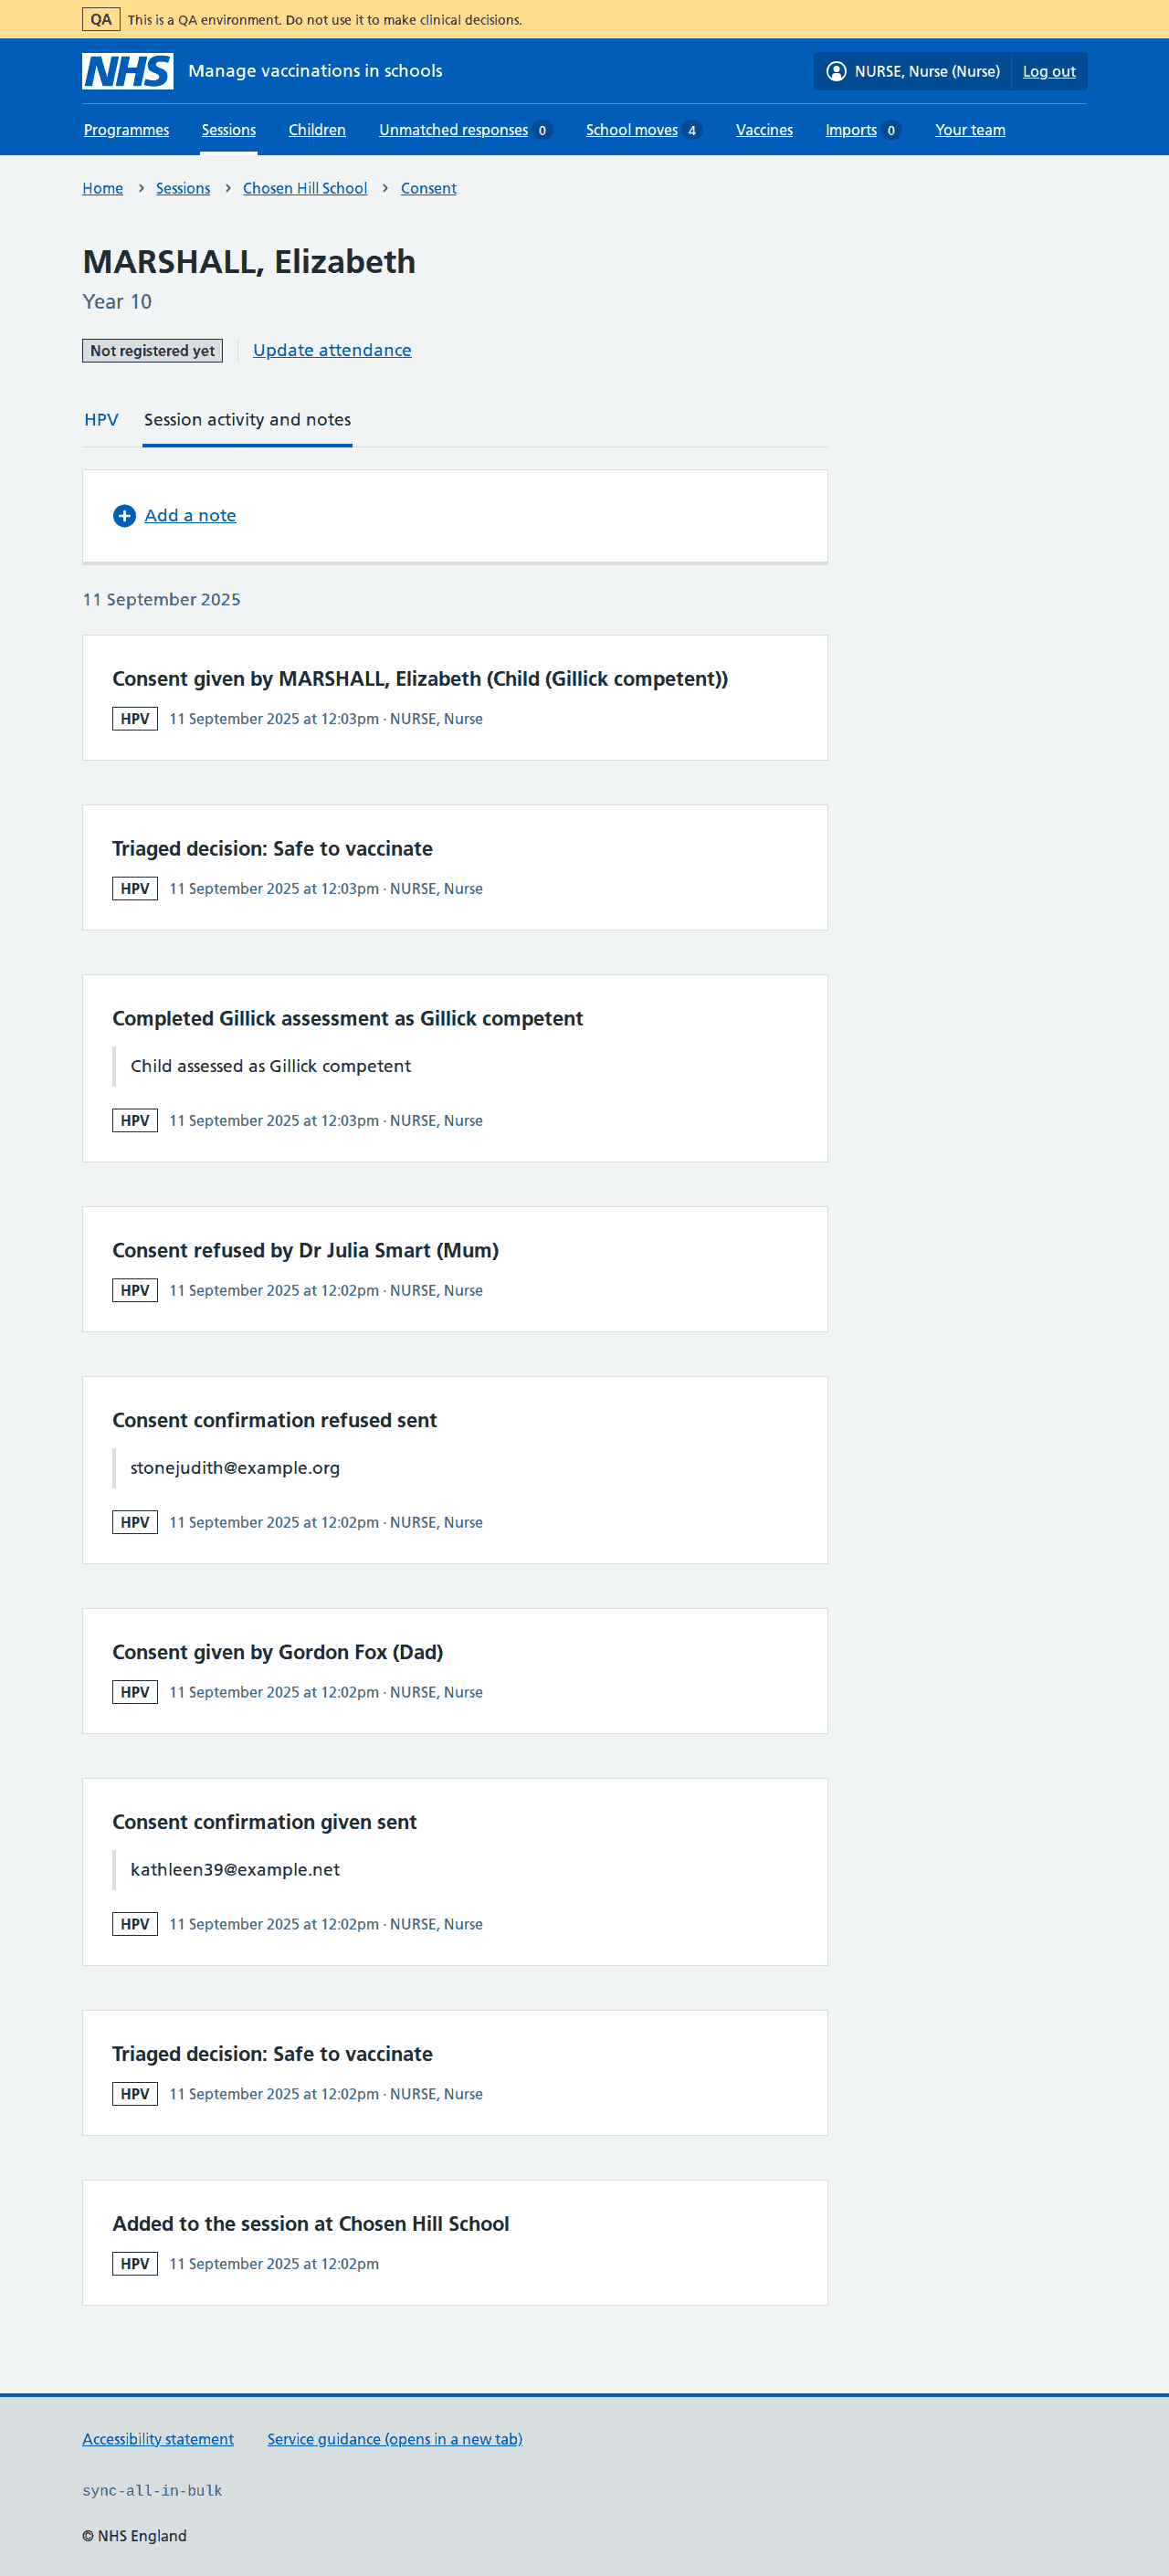 QA This is a QA environment. Do not use it to make clinical decisions.
NHS Manage vaccinations in schools NURSE, Nurse (Nurse) Log out
Programmes Sessions Children Unmatched responses 0 School moves 4 Vaccines Imports 0 Your team
Home › Sessions › Chosen Hill School › Consent
MARSHALL, Elizabeth
Year 10
Not registered yet Update attendance
HPV Session activity and notes
Add a note
11 September 2025
Consent given by MARSHALL, Elizabeth (Child (Gillick competent))
HPV 11 September 2025 at 12:03pm · NURSE, Nurse
Triaged decision: Safe to vaccinate
HPV 11 September 2025 at 12:03pm · NURSE, Nurse
Completed Gillick assessment as Gillick competent
Child assessed as Gillick competent
HPV 11 September 2025 at 12:03pm · NURSE, Nurse
Consent refused by Dr Julia Smart (Mum)
HPV 11 September 2025 at 12:02pm · NURSE, Nurse
Consent confirmation refused sent
stonejudith@example.org
HPV 11 September 2025 at 12:02pm · NURSE, Nurse
Consent given by Gordon Fox (Dad)
HPV 11 September 2025 at 12:02pm · NURSE, Nurse
Consent confirmation given sent
kathleen39@example.net
HPV 11 September 2025 at 12:02pm · NURSE, Nurse
Triaged decision: Safe to vaccinate
HPV 11 September 2025 at 12:02pm · NURSE, Nurse
Added to the session at Chosen Hill School
HPV 11 September 2025 at 12:02pm
Accessibility statement Service guidance (opens in a new tab)
sync-all-in-bulk
© NHS England